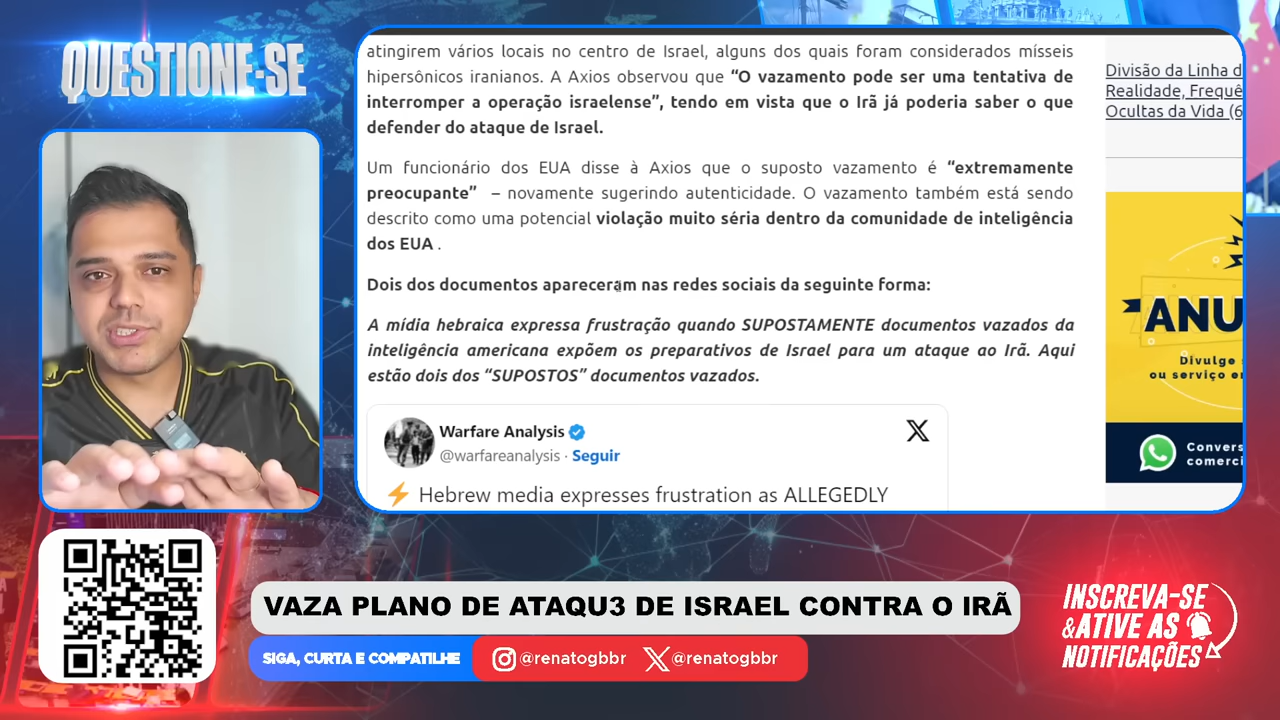 QUESTIONE-SE
atingirem vários locais no centro de Israel, alguns dos quais foram considerados mísseis
hipersônicos iranianos. A Axios observou que “O vazamento pode ser uma tentativa de
interromper a operação israelense”, tendo em vista que o Irã já poderia saber o que
defender do ataque de Israel.
Um funcionário dos EUA disse à Axios que o suposto vazamento é “extremamente
preocupante” – novamente sugerindo autenticidade. O vazamento também está sendo
descrito como uma potencial violação muito séria dentro da comunidade de inteligência
dos EUA .
Dois dos documentos apareceram nas redes sociais da seguinte forma:
A mídia hebraica expressa frustração quando SUPOSTAMENTE documentos vazados da
inteligência americana expõem os preparativos de Israel para um ataque ao Irã. Aqui
estão dois dos “SUPOSTOS” documentos vazados.
Warfare Analysis
@warfareanalysis · Seguir
Hebrew media expresses frustration as ALLEGEDLY
Divisão da Linha d
Realidade, Frequê
Ocultas da Vida (6
ANU
Divulge
ou serviço e
Convers
comerci
VAZA PLANO DE ATAQU3 DE ISRAEL CONTRA O IRÃ
SIGA, CURTA E COMPATILHE
@renatogbbr
@renatogbbr
INSCREVA-SE
&ATIVE AS
NOTIFICAÇÕES